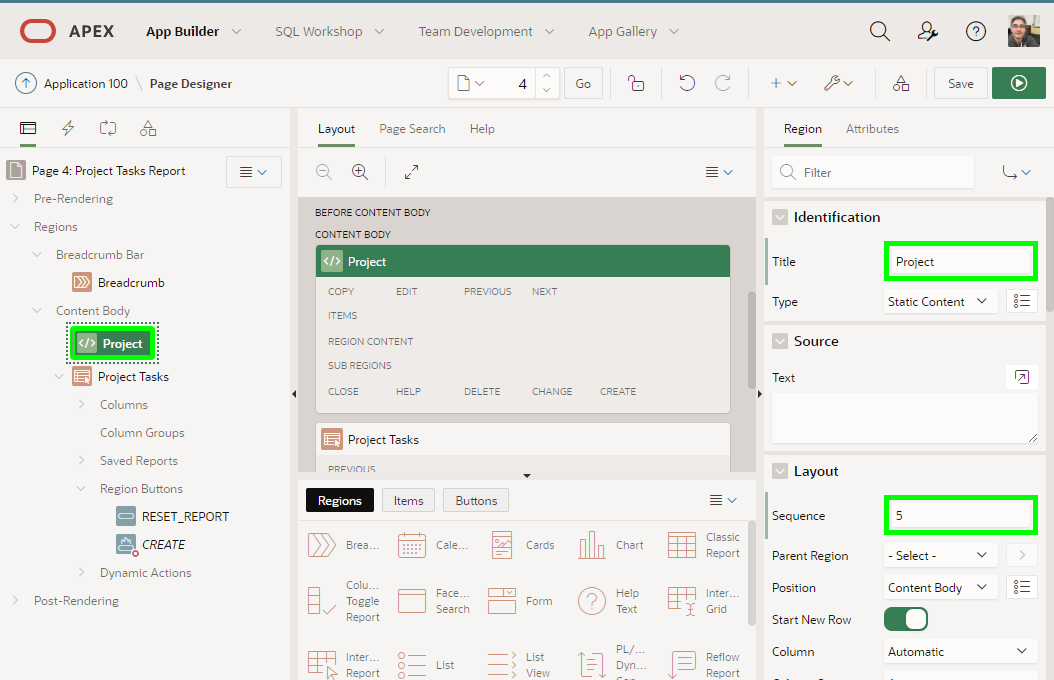 APEX App Builder SQL Workshop Team Development App Gallery
Application 100 \ Page Designer 4 Go Save
Layout Page Search Help
Region Attributes
Page 4: Project Tasks Report
Pre-Rendering
Regions
Breadcrumb Bar
Breadcrumb
Content Body
Project
Project Tasks
Columns
Column Groups
Saved Reports
Region Buttons
RESET_REPORT
CREATE
Dynamic Actions
Post-Rendering
BEFORE CONTENT BODY
CONTENT BODY
</> Project
COPY EDIT PREVIOUS NEXT
ITEMS
REGION CONTENT
SUB REGIONS
CLOSE HELP DELETE CHANGE CREATE
Project Tasks
PREVIOUS
Regions Items Buttons
Brea...
Cale...
Cards
Chart
Classic
Report
Colu...
Toggle
Report
Face...
Search
Form
Help
Text
Inter...
Grid
Inter...
Report
List
List
View
PL/...
Dyn...
Reflow
Report
Filter
Identification
Title Project
Type Static Content
Source
Text
Layout
Sequence 5
Parent Region - Select -
Position Content Body
Start New Row
Column Automatic